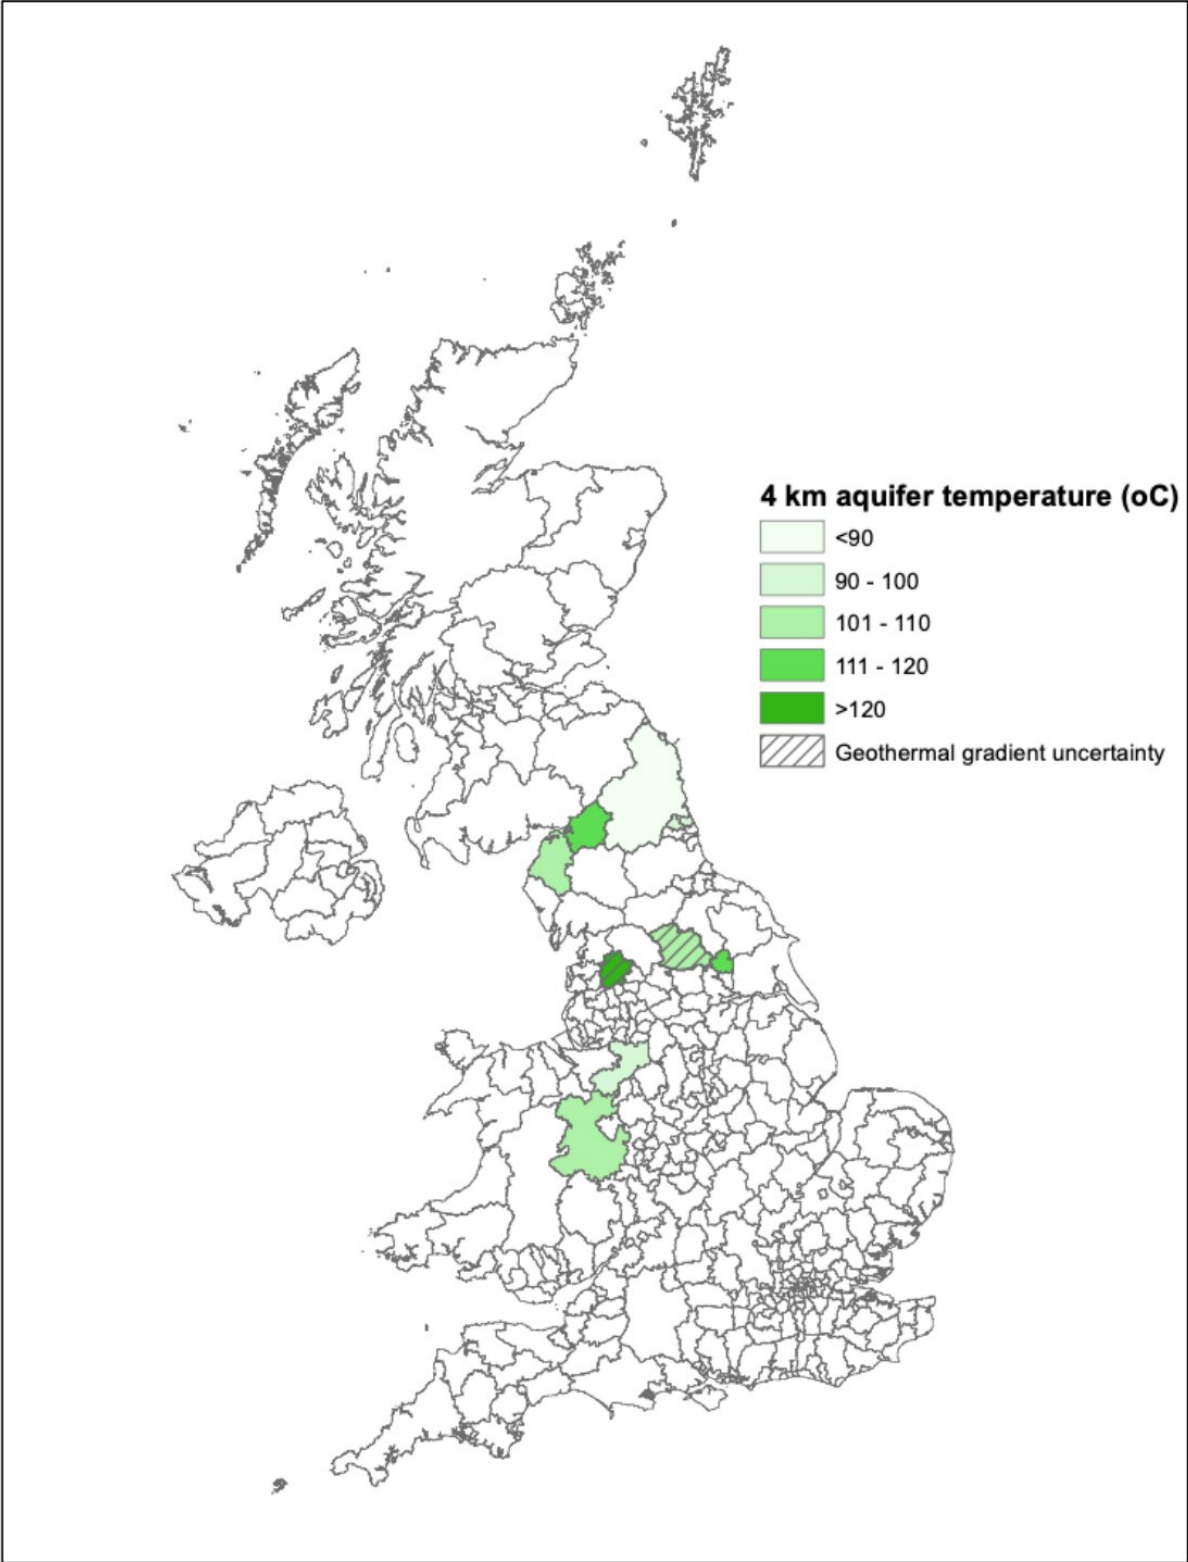 4 km aquifer temperature (oC)
<90
90 - 100
101 - 110
111 - 120
>120
Geothermal gradient uncertainty